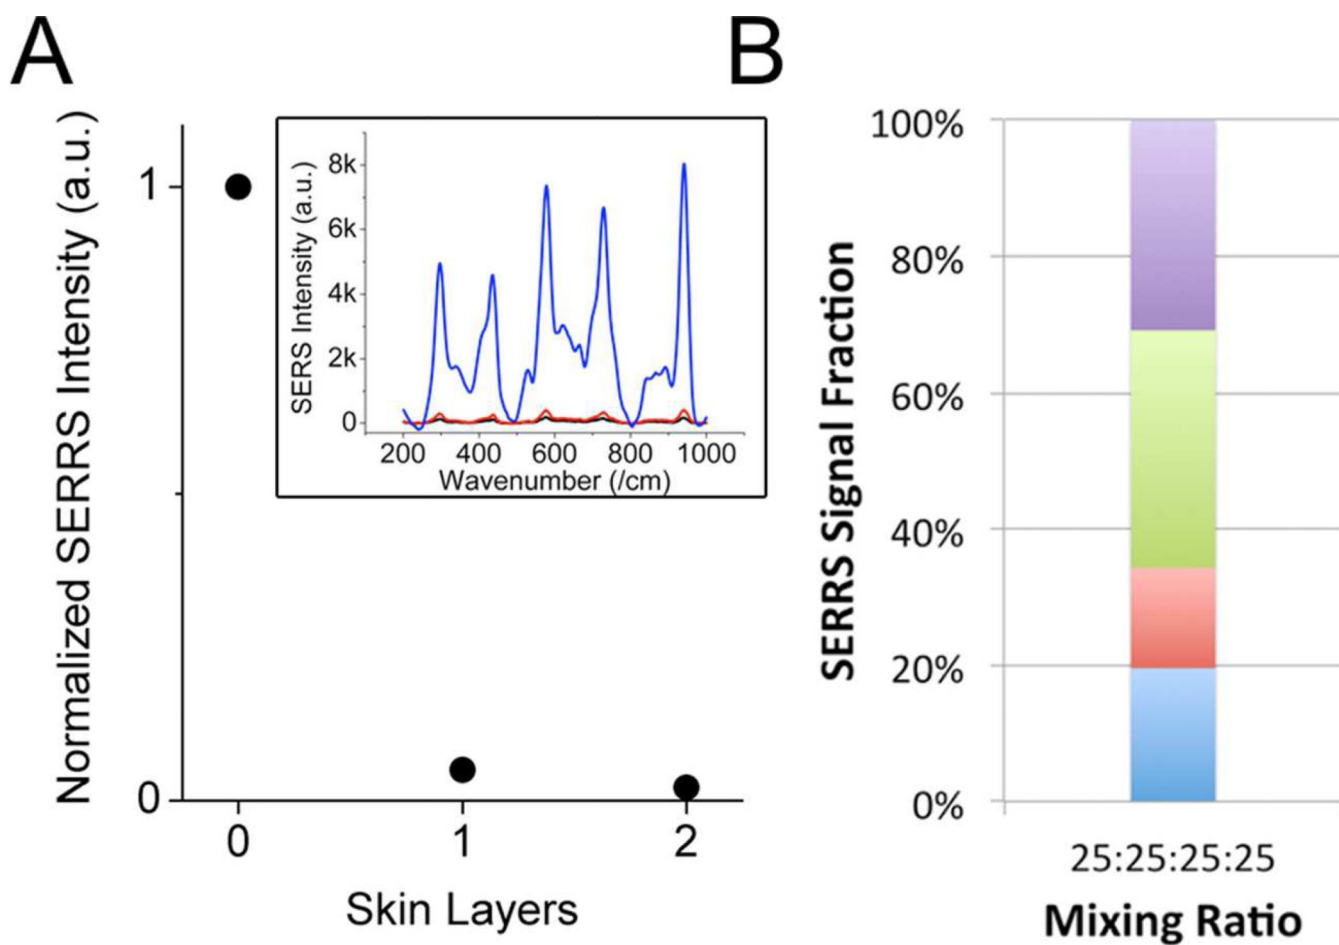 A
Normalized SERRS Intensity (a.u.)
1
0
0 1 2
Skin Layers
SERS Intensity (a.u.)
8k
6k
4k
2k
0
200 400 600 800 1000
Wavenumber (/cm)
B
SERRS Signal Fraction
100%
80%
60%
40%
20%
0%
25:25:25:25
Mixing Ratio